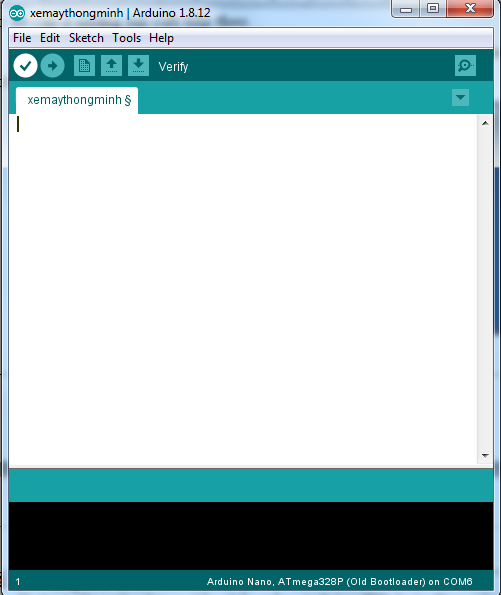 xemaythongminh | Arduino 1.8.12
File Edit Sketch Tools Help
Verify
xemaythongminh §
1 Arduino Nano, ATmega328P (Old Bootloader) on COM6